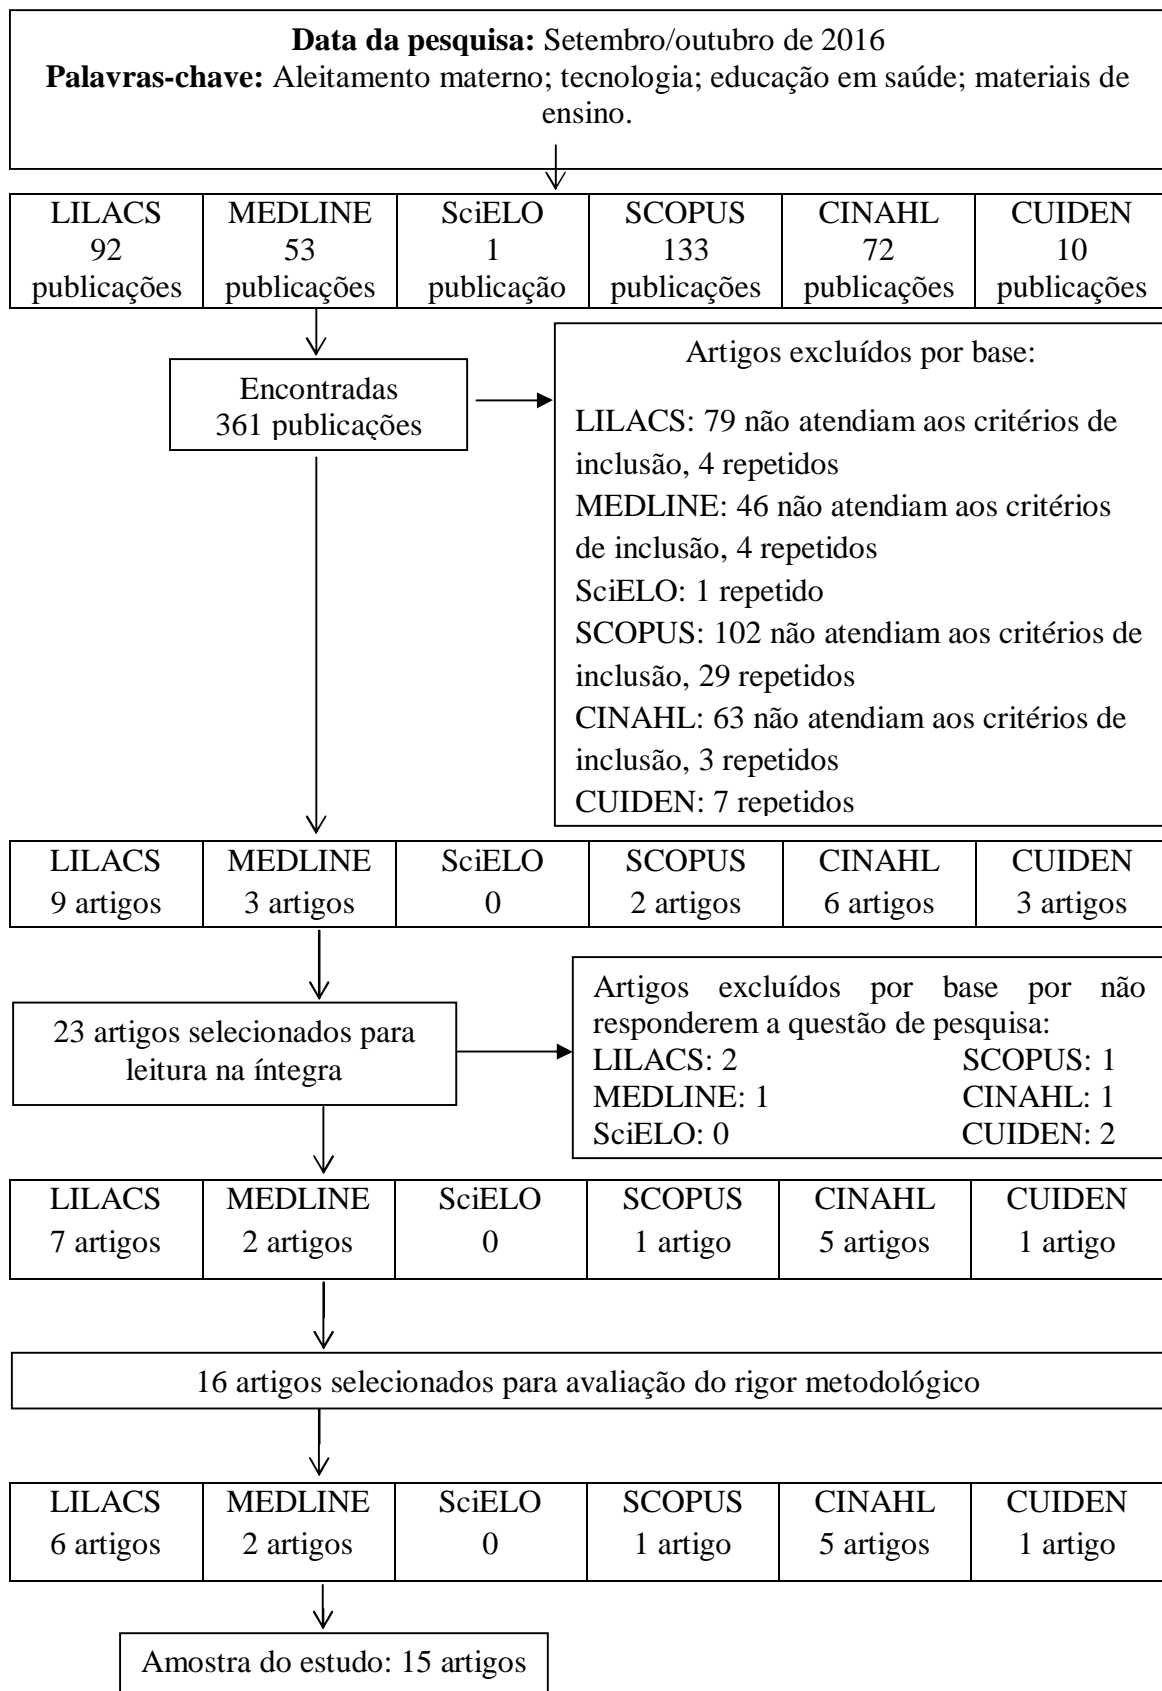 Data da pesquisa: Setembro/outubro de 2016
Palavras-chave: Aleitamento materno; tecnologia; educação em saúde; materiais de
ensino.
LILACS
92
publicações
MEDLINE
53
publicações
SciELO
1
publicação
SCOPUS
133
publicações
CINAHL
72
publicações
CUIDEN
10
publicações
Encontradas
361 publicações
Artigos excluídos por base:
LILACS: 79 não atendiam aos critérios de
inclusão, 4 repetidos
MEDLINE: 46 não atendiam aos critérios
de inclusão, 4 repetidos
SciELO: 1 repetido
SCOPUS: 102 não atendiam aos critérios de
inclusão, 29 repetidos
CINAHL: 63 não atendiam aos critérios de
inclusão, 3 repetidos
CUIDEN: 7 repetidos
LILACS
9 artigos
MEDLINE
3 artigos
SciELO
0
SCOPUS
2 artigos
CINAHL
6 artigos
CUIDEN
3 artigos
23 artigos selecionados para
leitura na íntegra
Artigos excluídos por base por não
responderem a questão de pesquisa:
LILACS: 2
MEDLINE: 1
SciELO: 0
SCOPUS: 1
CINAHL: 1
CUIDEN: 2
LILACS
7 artigos
MEDLINE
2 artigos
SciELO
0
SCOPUS
1 artigo
CINAHL
5 artigos
CUIDEN
1 artigo
16 artigos selecionados para avaliação do rigor metodológico
LILACS
6 artigos
MEDLINE
2 artigos
SciELO
0
SCOPUS
1 artigo
CINAHL
5 artigos
CUIDEN
1 artigo
Amostra do estudo: 15 artigos